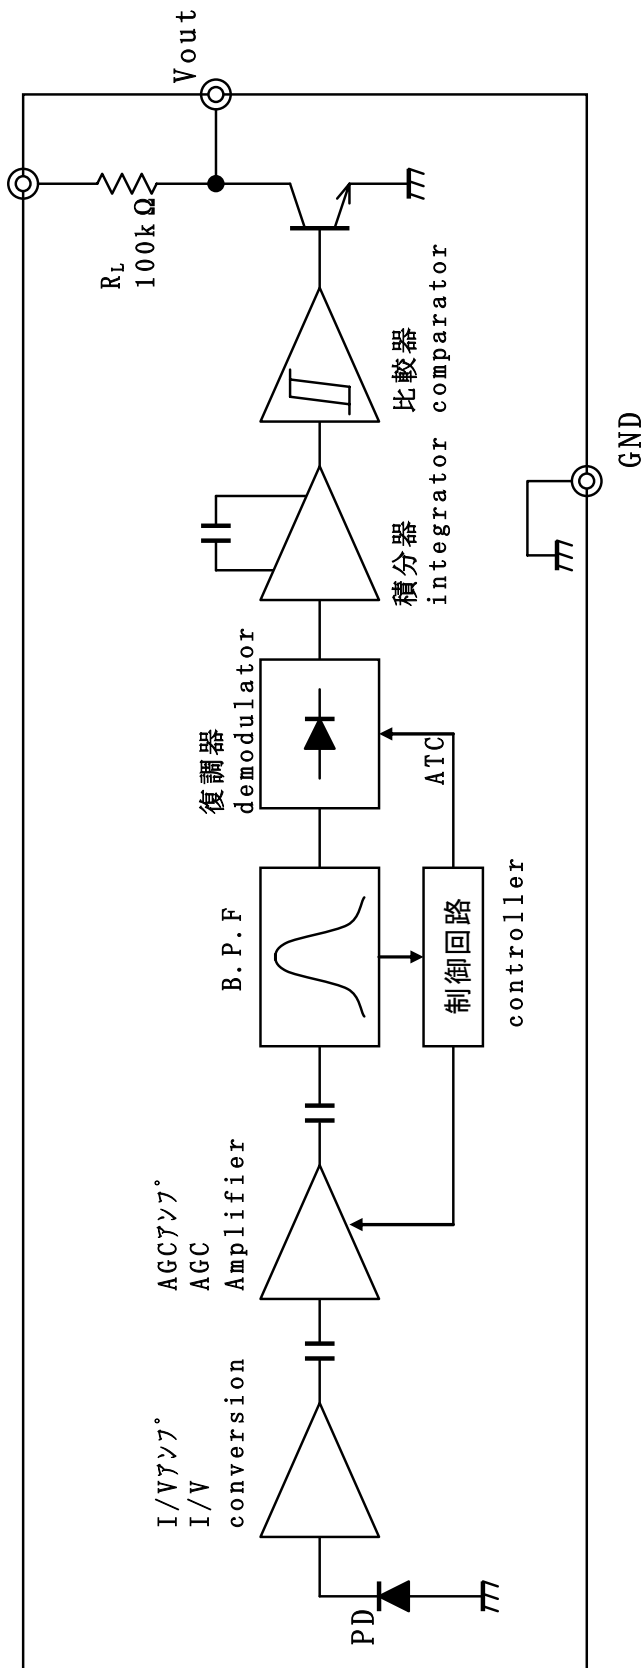 PD
I/Vアンプ
I/V
conversion
AGCアンプ
AGC
Amplifier
B.P.F
制御回路
controller
ATC
復調器
demodulator
積分器
integrator
比較器
comparator
RL
100kΩ
Vout
GND